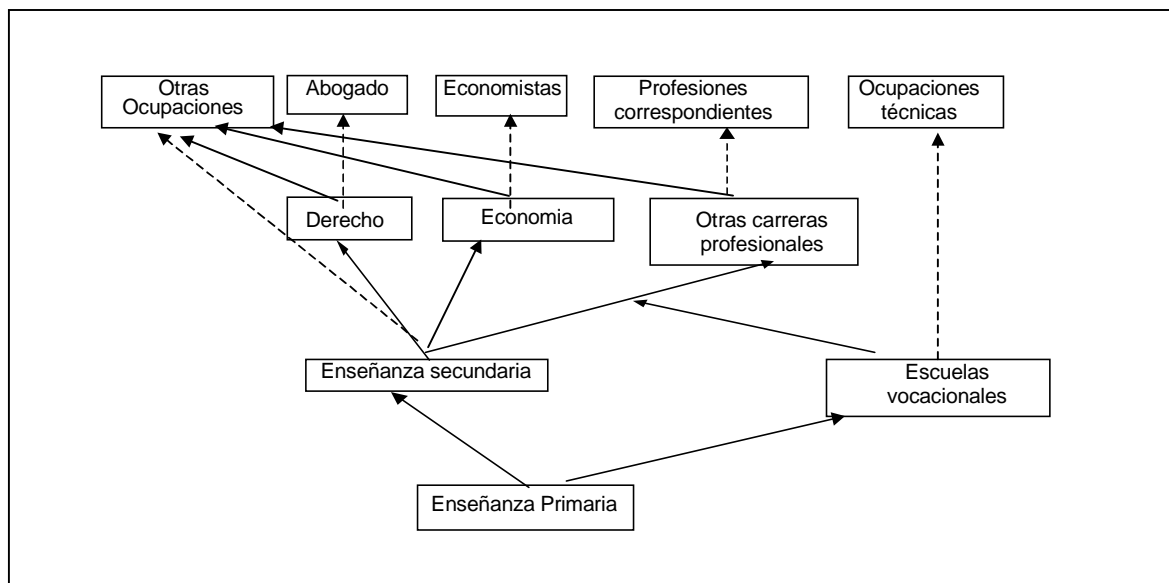 Otras
Ocupaciones
Abogado
Economistas
Profesiones
correspondientes
Ocupaciones
técnicas
Derecho
Economia
Otras carreras
profesionales
Enseñanza secundaria
Escuelas
vocacionales
Enseñanza Primaria